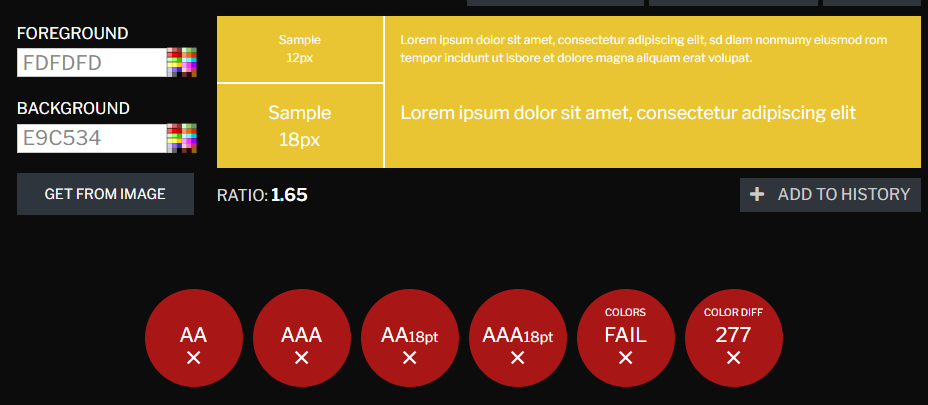 FOREGROUND
FDFDFD
BACKGROUND
E9C534
GET FROM IMAGE
Sample
12px
Lorem ipsum dolor sit amet, consectetur adipiscing elit, sd diam nonmumy eiusmod rom
tempor incidunt ut lsbore et dolore magna aliquam erat volupat.
Sample
18px
Lorem ipsum dolor sit amet, consectetur adipiscing elit
RATIO: 1.65
+ ADD TO HISTORY
AA
✕
AAA
✕
AA18pt
✕
AAA18pt
✕
COLORS
FAIL
✕
COLOR DIFF
277
✕